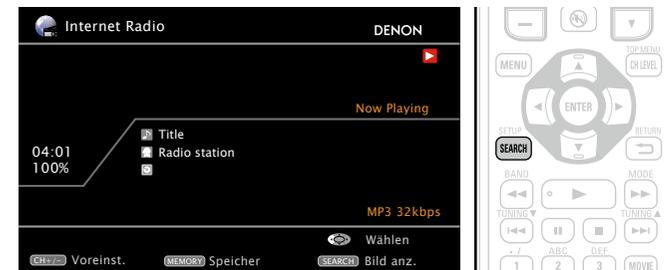 Internet Radio
DENON
Now Playing
Title
Radio station
04:01
100%
MP3 32kbps
Wählen
CH+/- Voreinst.
MEMORY Speicher
SEARCH Bild anz.
TOP MENU
MENU
CH LEVEL
ENTER
SETUP
RETURN
SEARCH
BAND
MODE
TUNING
TUNING
. /
ABC
DEF
1
2
3
MOVIE